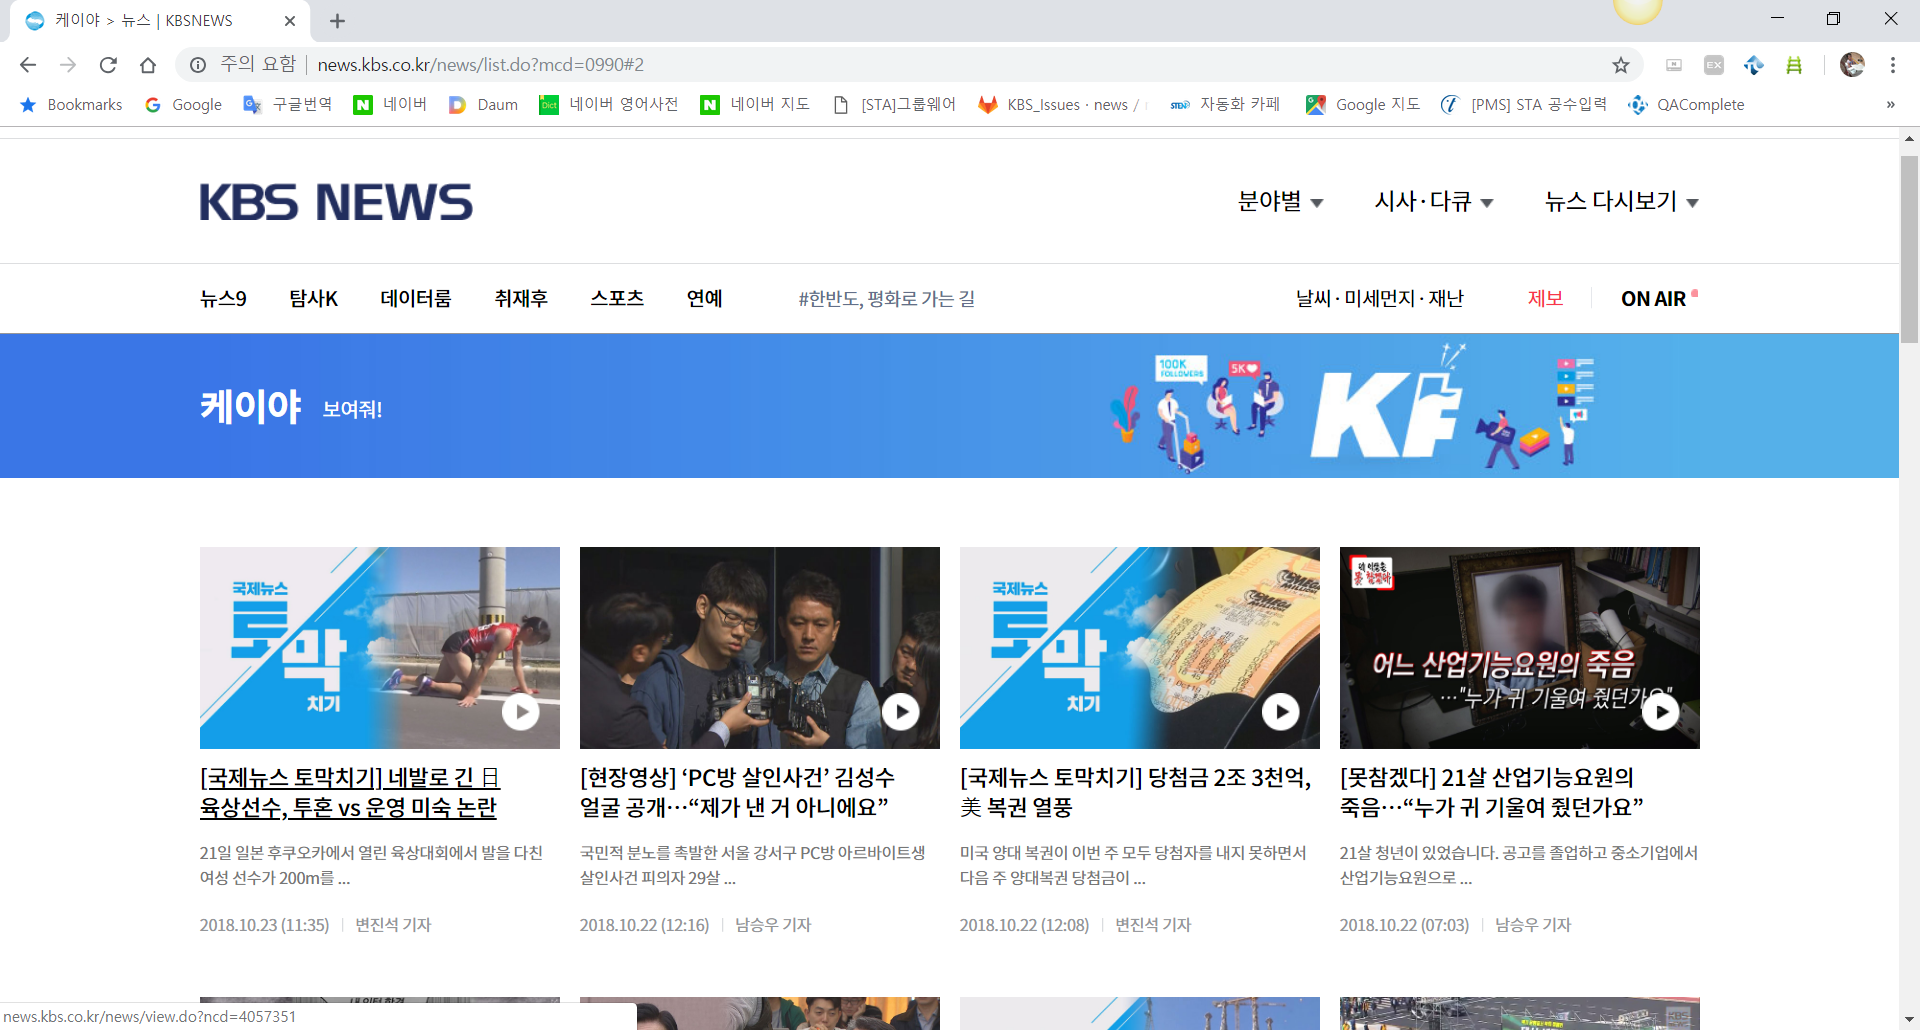 케이야 > 뉴스 | KBSNEWS
주의 요함 | news.kbs.co.kr/news/list.do?mcd=0990#2
Bookmarks Google 구글번역 네이버 Daum 네이버 영어사전 네이버 지도 [STA]그룹웨어 KBS_Issues · news / 자동화 카페 Google 지도 [PMS] STA 공수입력 QAComplete »
KBS NEWS
분야별 시사·다큐 뉴스 다시보기
뉴스9 탐사K 데이터룸 취재후 스포츠 연예 #한반도, 평화로 가는 길 날씨·미세먼지·재난 제보 ON AIR
케이야 보여줘!
100K
FOLLOWERS
5K
국제뉴스
토막
치기
국제뉴스
토막
치기
어느 산업기능요원의 죽음
…"누가 귀 기울여 줬던가요"
[국제뉴스 토막치기] 네발로 긴 日
육상선수, 투혼 vs 운영 미숙 논란
21일 일본 후쿠오카에서 열린 육상대회에서 발을 다친
여성 선수가 200m를 ...
2018.10.23 (11:35) | 변진석 기자
[현장영상] ‘PC방 살인사건’ 김성수
얼굴 공개…“제가 낸 거 아니에요”
국민적 분노를 촉발한 서울 강서구 PC방 아르바이트생
살인사건 피의자 29살 ...
2018.10.22 (12:16) | 남승우 기자
[국제뉴스 토막치기] 당첨금 2조 3천억,
美 복권 열풍
미국 양대 복권이 이번 주 모두 당첨자를 내지 못하면서
다음 주 양대복권 당첨금이 ...
2018.10.22 (12:08) | 변진석 기자
[못참겠다] 21살 산업기능요원의
죽음…“누가 귀 기울여 줬던가요”
21살 청년이 있었습니다. 공고를 졸업하고 중소기업에서
산업기능요원으로 ...
2018.10.22 (07:03) | 남승우 기자
news.kbs.co.kr/news/view.do?ncd=4057351